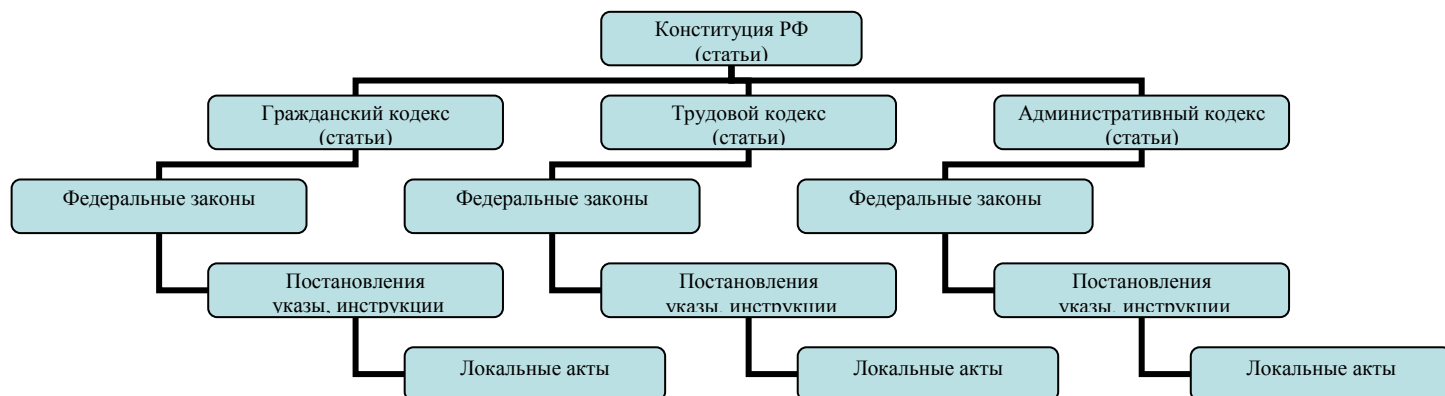 Конституция РФ
(статьи)
Гражданский кодекс
(статьи)
Трудовой кодекс
(статьи)
Административный кодекс
(статьи)
Федеральные законы
Федеральные законы
Федеральные законы
Постановления
указы, инструкции
Постановления
указы, инструкции
Постановления
указы, инструкции
Локальные акты
Локальные акты
Локальные акты